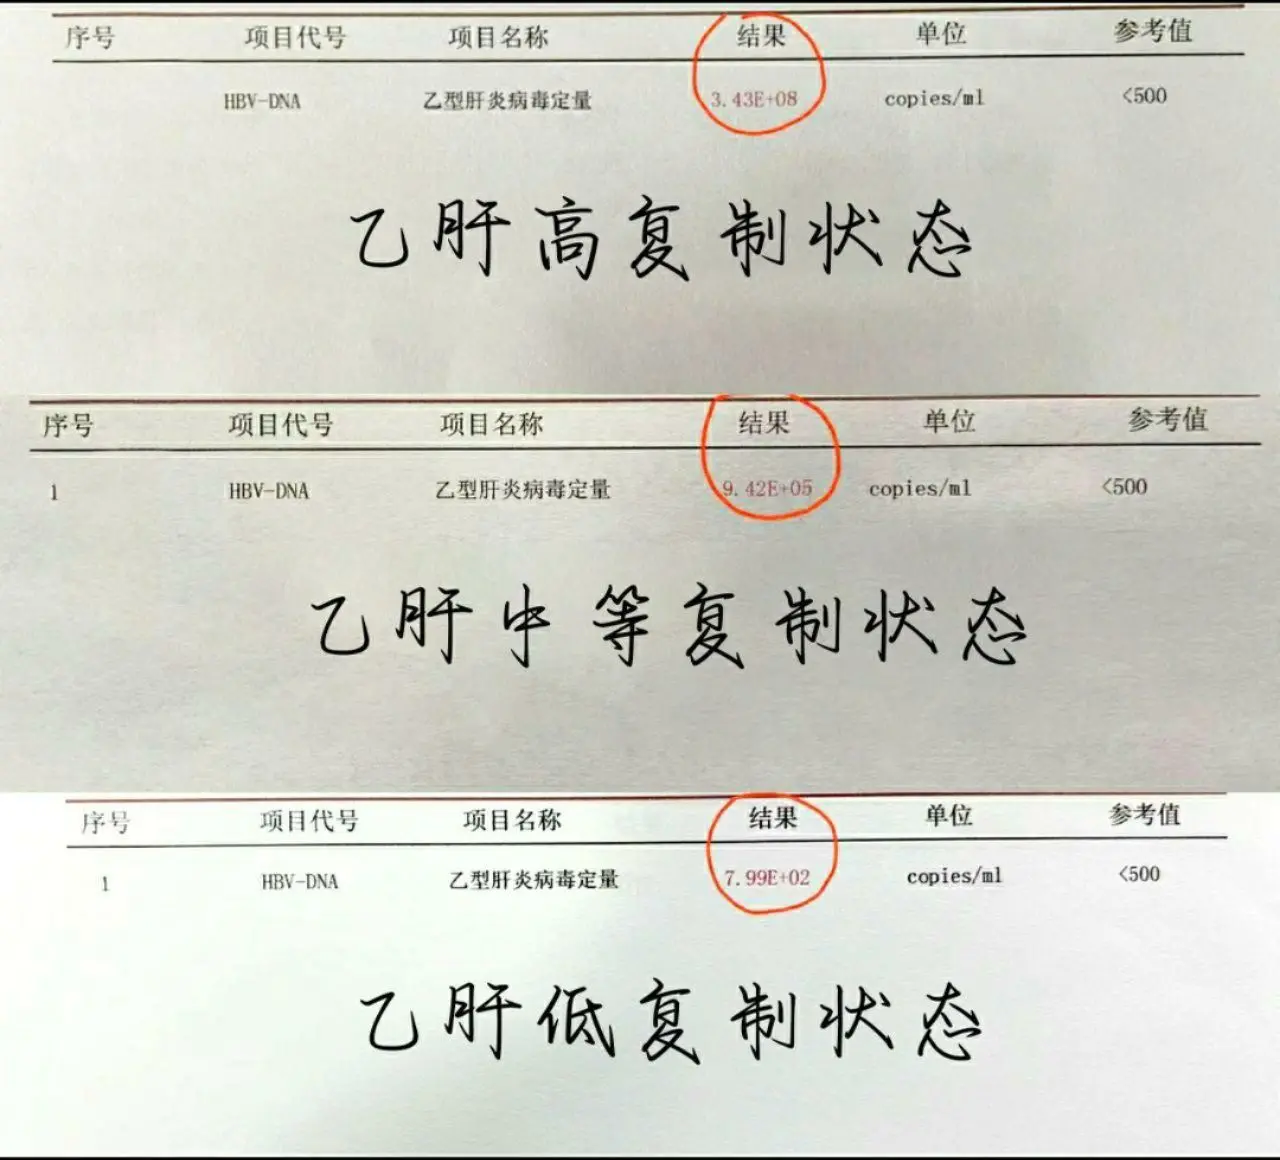 序号 项目代号 项目名称 结果 单位 参考值
HBV-DNA 乙型肝炎病毒定量 3.43E+08 copies/ml <500
乙肝高复制状态
序号 项目代号 项目名称 结果 单位 参考值
1 HBV-DNA 乙型肝炎病毒定量 9.42E+05 copies/ml <500
乙肝中等复制状态
序号 项目代号 项目名称 结果 单位 参考值
1 HBV-DNA 乙型肝炎病毒定量 7.99E+02 copies/ml <500
乙肝低复制状态